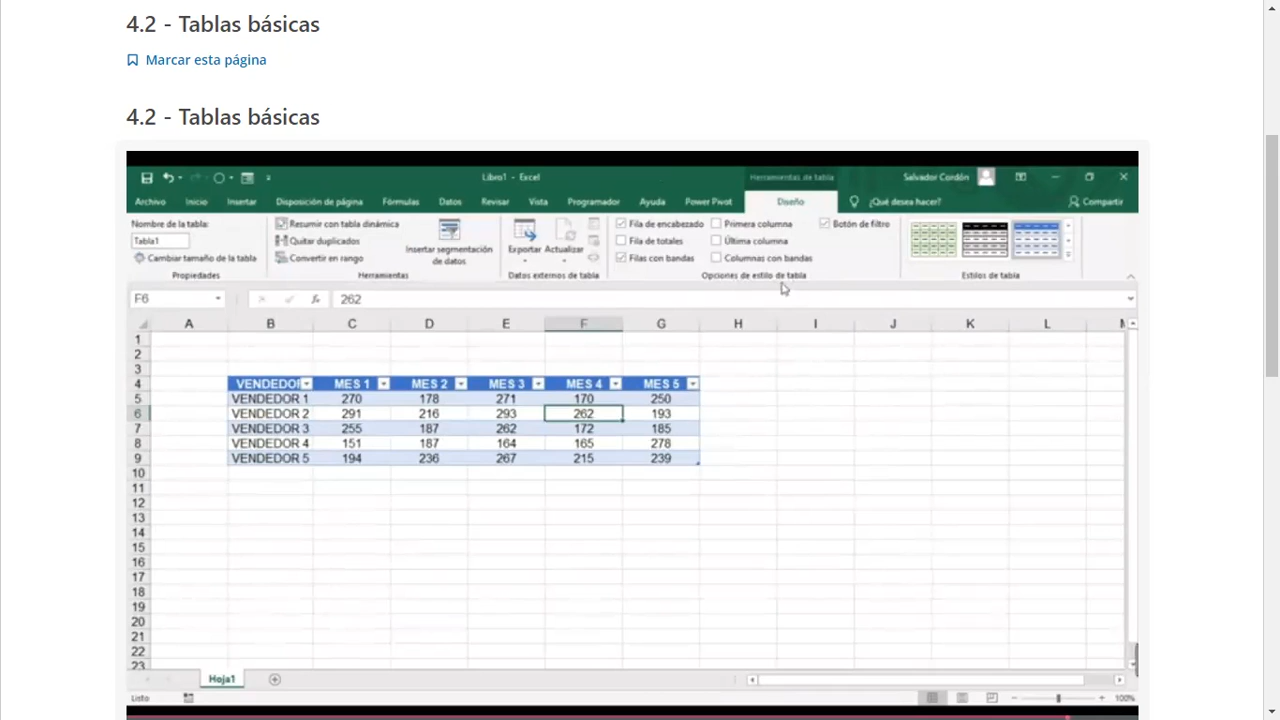 4.2 - Tablas básicas
Marcar esta página
4.2 - Tablas básicas
Libro1 - Excel
Herramientas de tabla
Salvador Cordón
Archivo Inicio Insertar Disposición de página Fórmulas Datos Revisar Vista Programador Ayuda Power Pivot Diseño ¿Qué desea hacer? Compartir
Nombre de la tabla: Resumir con tabla dinámica Fila de encabezado Primera columna Botón de filtro
Tabla1 Quitar duplicados Insertar segmentación de datos Exportar Actualizar Fila de totales Última columna
Cambiar tamaño de la tabla Convertir en rango Filas con bandas Columnas con bandas
Propiedades Herramientas Datos externos de tabla Opciones de estilo de tabla Estilos de tabla
F6 fx 262
A B C D E F G H I J K L
1
2
3
4 VENDEDOR MES 1 MES 2 MES 3 MES 4 MES 5
5 VENDEDOR 1 270 178 271 170 250
6 VENDEDOR 2 291 216 293 262 193
7 VENDEDOR 3 255 187 262 172 185
8 VENDEDOR 4 151 187 164 165 278
9 VENDEDOR 5 194 236 267 215 239
10
11
12
13
14
15
16
17
18
19
20
21
22
23
Hoja1
Listo 100%